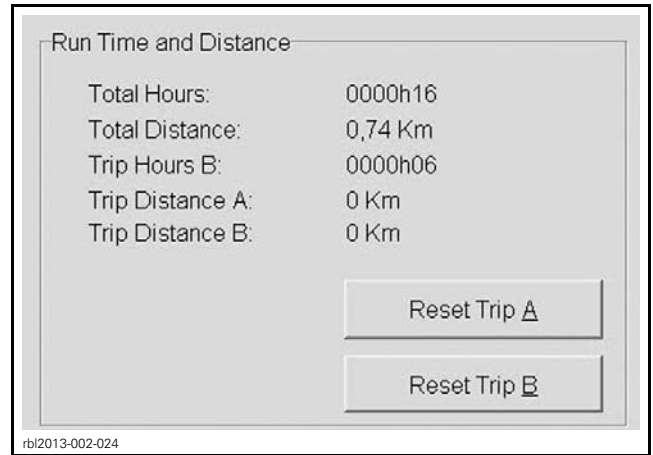 Run Time and Distance
Total Hours: 0000h16
Total Distance: 0,74 Km
Trip Hours B: 0000h06
Trip Distance A: 0 Km
Trip Distance B: 0 Km
Reset Trip A
Reset Trip B
rbl2013-002-024